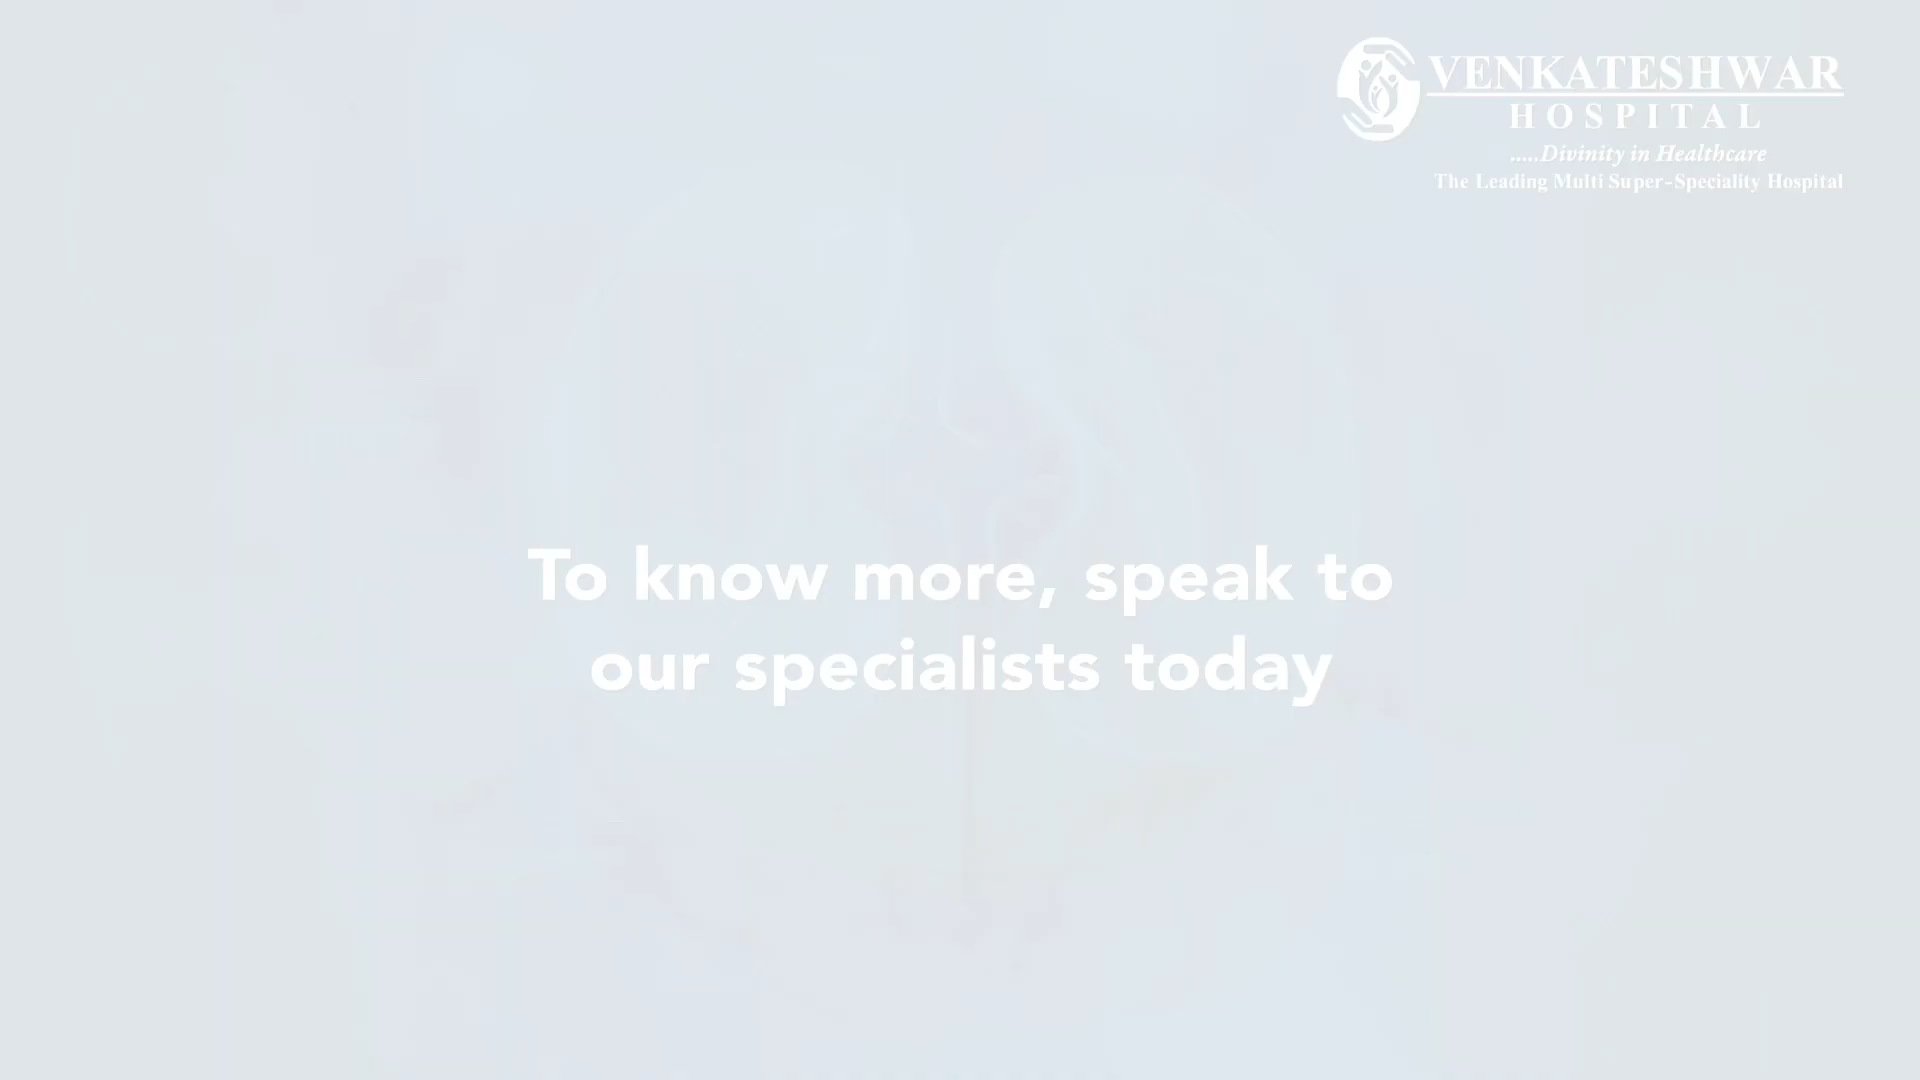 VENKATESHWAR
HOSPITAL
.....Divinity in Healthcare
The Leading Multi Super-Speciality Hospital
To know more, speak to
our specialists today